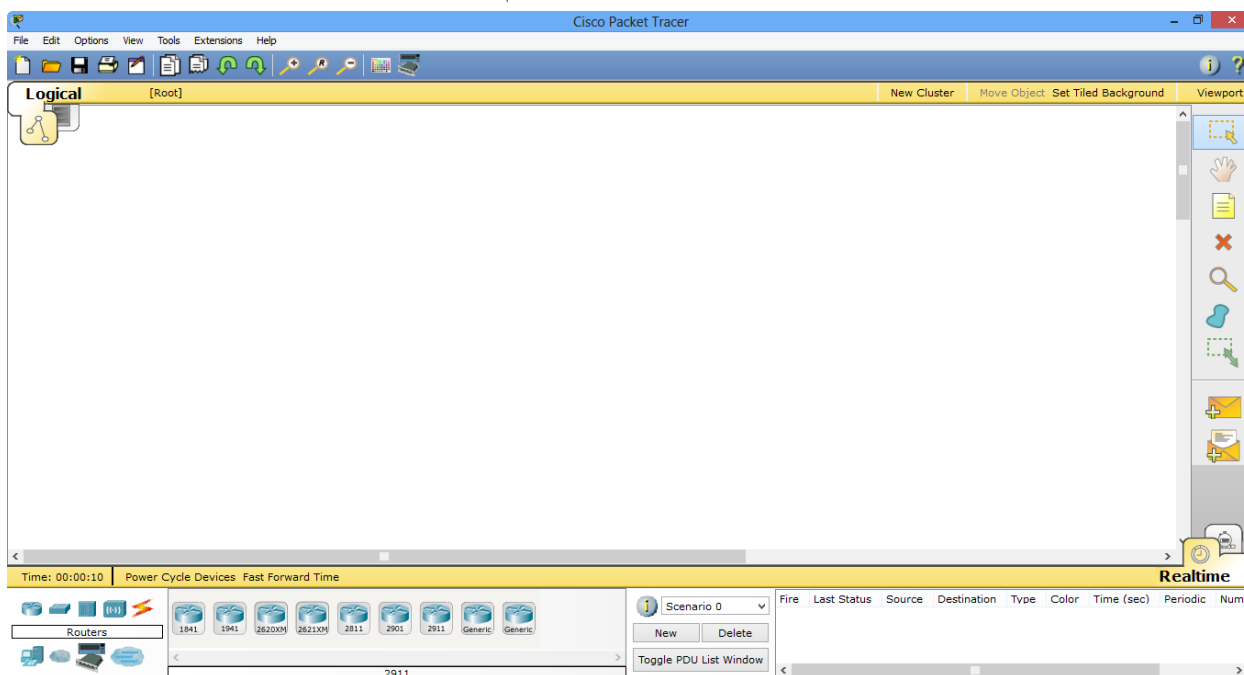 Cisco Packet Tracer
File Edit Options View Tools Extensions Help
Logical [Root] New Cluster Move Object Set Tiled Background Viewport
Time: 00:00:10 Power Cycle Devices Fast Forward Time Realtime
Routers
1841 1941 2620XM 2621XM 2811 2901 2911 Generic Generic
2911
Scenario 0
New Delete
Toggle PDU List Window
Fire Last Status Source Destination Type Color Time (sec) Periodic Num